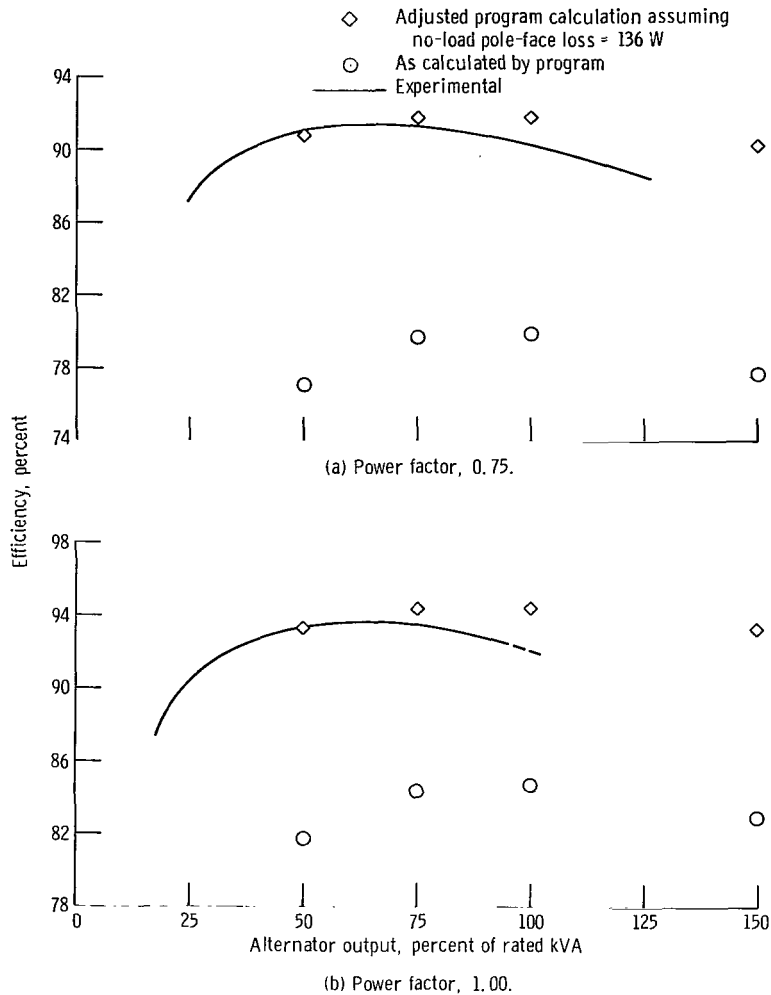 Adjusted program calculation assuming
no-load pole-face loss = 136 W
As calculated by program
Experimental
94
90
86
82
78
74
(a) Power factor, 0.75.
Efficiency, percent
98
94
90
86
82
78
0 25 50 75 100 125 150
Alternator output, percent of rated kVA
(b) Power factor, 1.00.